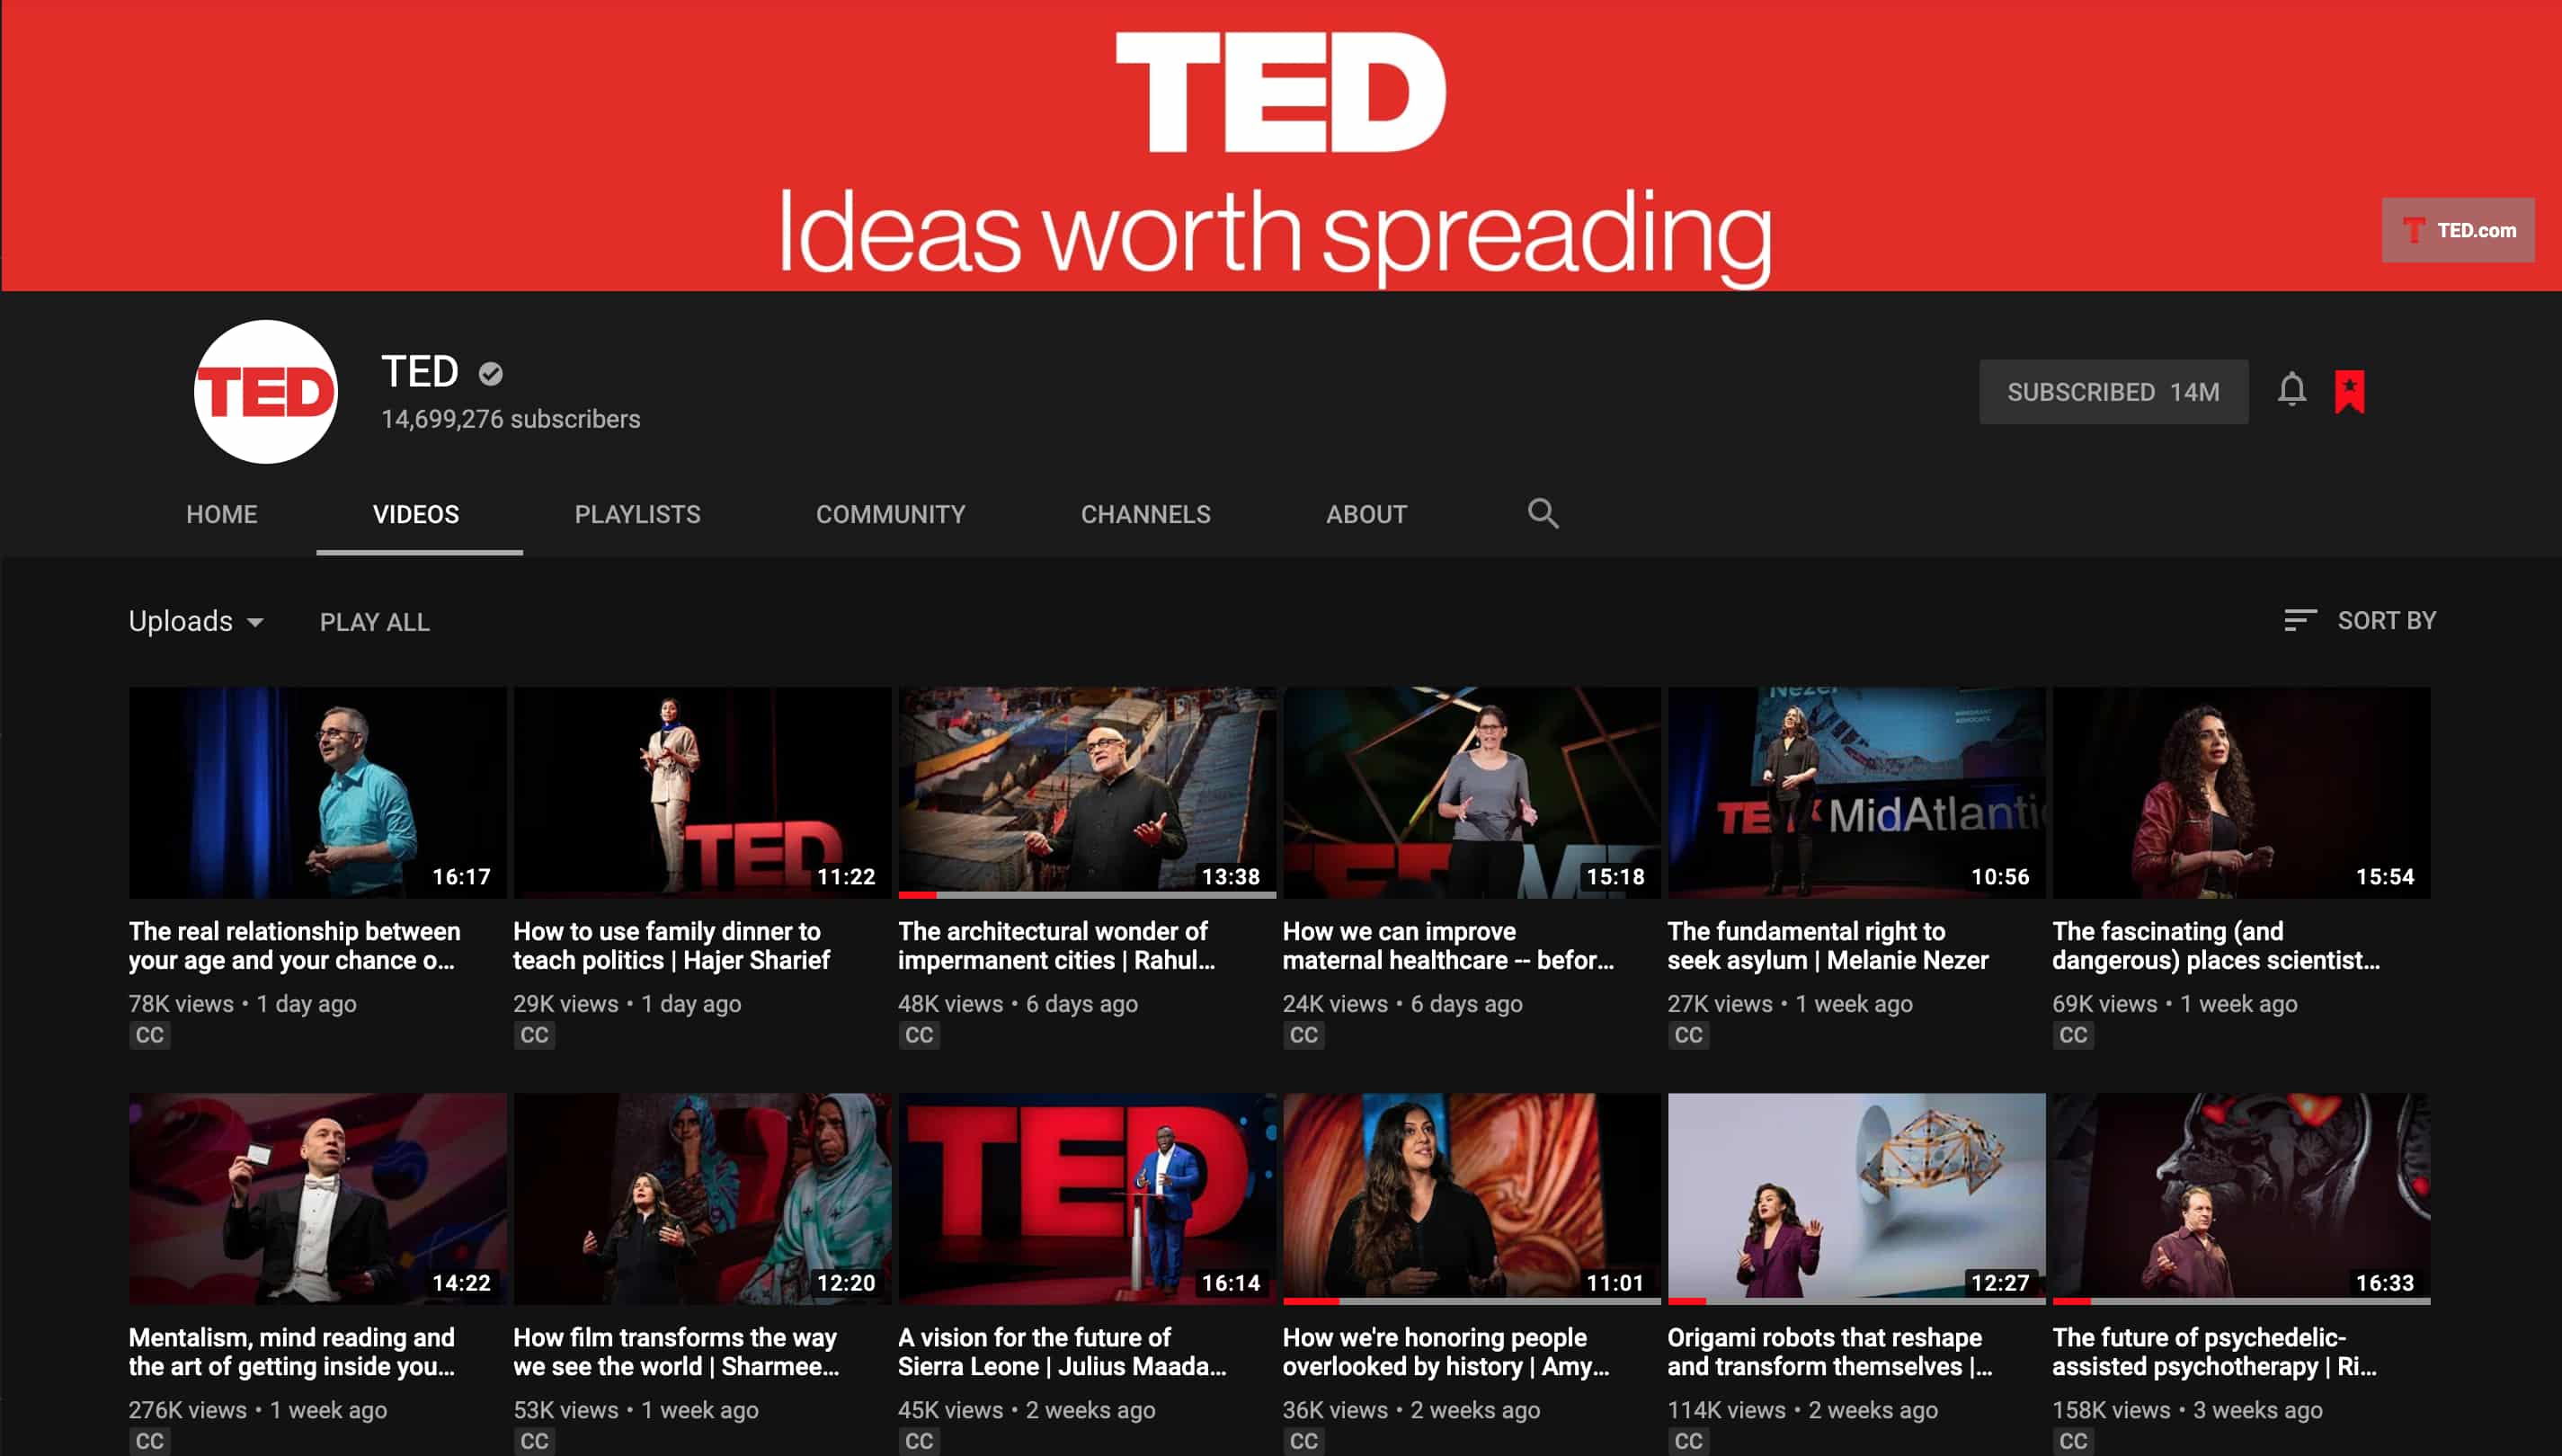 TED
Ideas worth spreading
TED.com
TED
TED
14,699,276 subscribers
SUBSCRIBED 14M
HOME VIDEOS PLAYLISTS COMMUNITY CHANNELS ABOUT
Uploads PLAY ALL SORT BY
16:17
The real relationship between
your age and your chance o...
78K views • 1 day ago
CC
TED
11:22
How to use family dinner to
teach politics | Hajer Sharief
29K views • 1 day ago
CC
13:38
The architectural wonder of
impermanent cities | Rahul...
48K views • 6 days ago
CC
15:18
How we can improve
maternal healthcare -- befor...
24K views • 6 days ago
CC
Nezer
MidAtlantic
10:56
The fundamental right to
seek asylum | Melanie Nezer
27K views • 1 week ago
CC
15:54
The fascinating (and
dangerous) places scientist...
69K views • 1 week ago
CC
14:22
Mentalism, mind reading and
the art of getting inside you...
276K views • 1 week ago
CC
12:20
How film transforms the way
we see the world | Sharmee...
53K views • 1 week ago
CC
TED
16:14
A vision for the future of
Sierra Leone | Julius Maada...
45K views • 2 weeks ago
CC
11:01
How we're honoring people
overlooked by history | Amy...
36K views • 2 weeks ago
CC
12:27
Origami robots that reshape
and transform themselves |...
114K views • 2 weeks ago
CC
16:33
The future of psychedelic-
assisted psychotherapy | Ri...
158K views • 3 weeks ago
CC